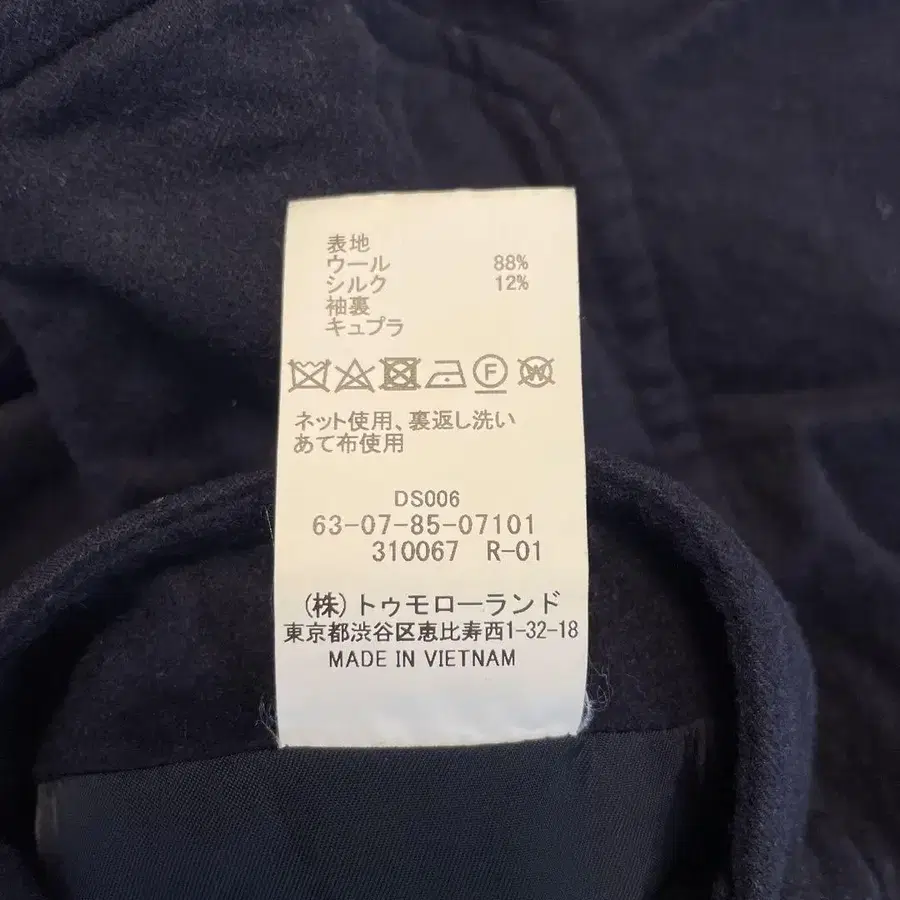 表地
ウール 88%
シルク 12%
袖裏
キュプラ
F W
ネット使用、裏返し洗い
あて布使用
DS006
63-07-85-07101
310067 R-01
(株)トゥモローランド
東京都渋谷区恵比寿西1-32-18
MADE IN VIETNAM